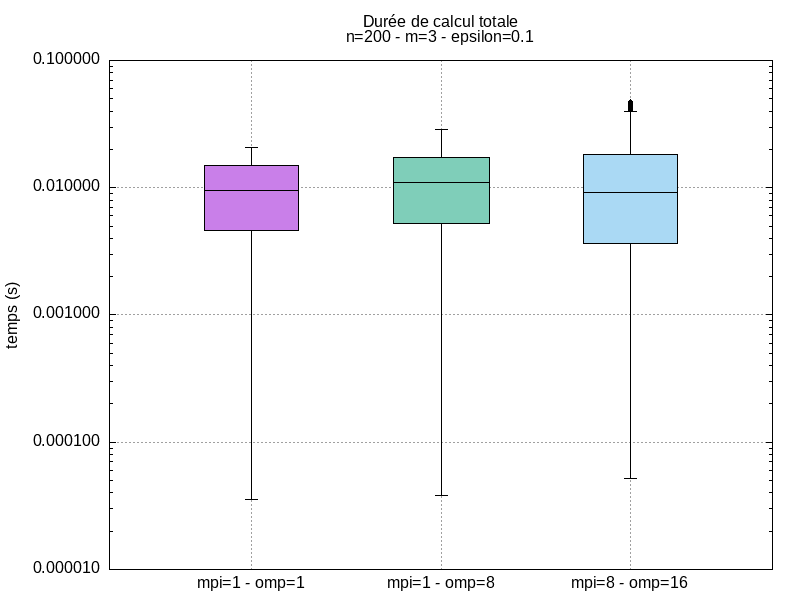 Durée de calcul totale
n=200 - m=3 - epsilon=0.1
0.100000
0.010000
0.001000
0.000100
0.000010
temps (s)
mpi=1 - omp=1
mpi=1 - omp=8
mpi=8 - omp=16